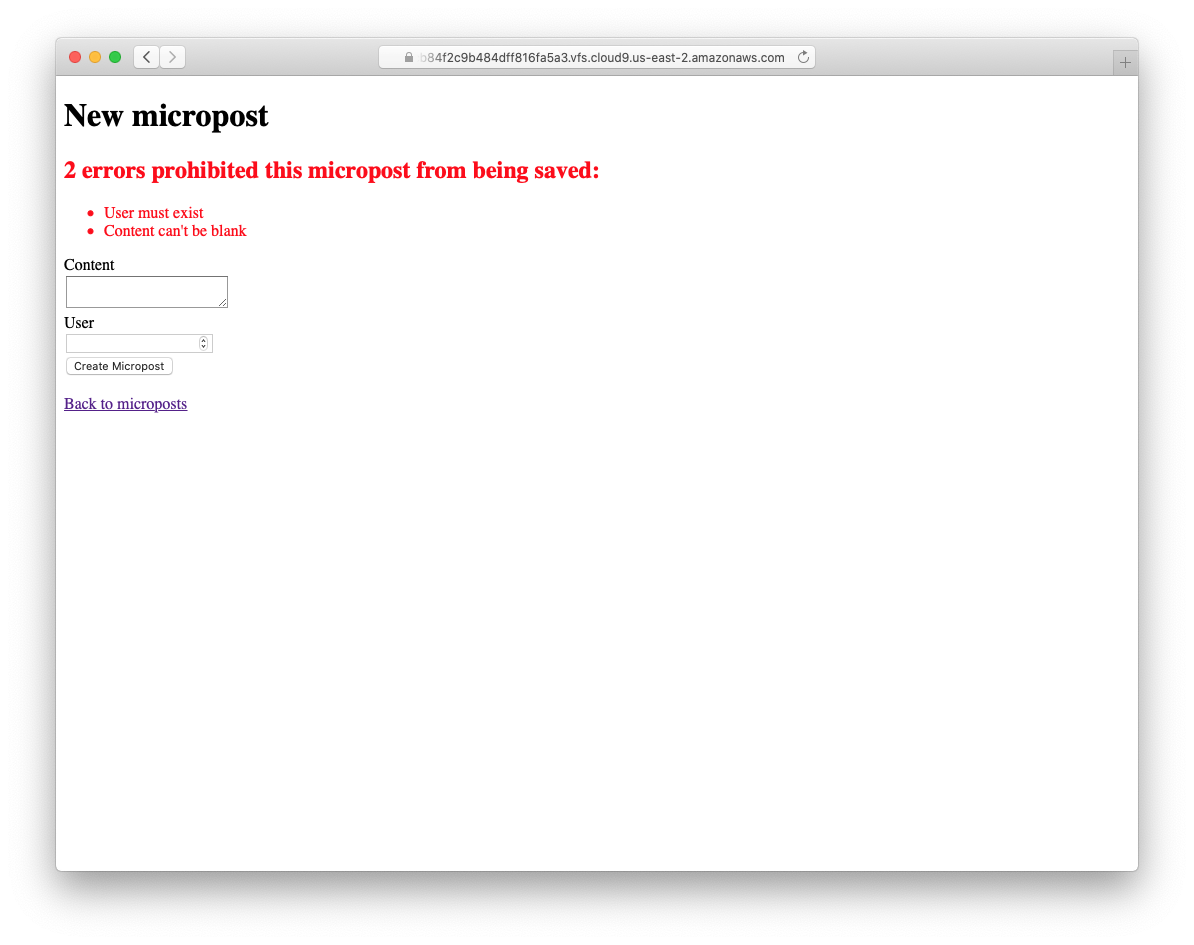 b84f2c9b484dff816fa5a3.vfs.cloud9.us-east-2.amazonaws.com
New micropost
2 errors prohibited this micropost from being saved:
User must exist
Content can't be blank
Content
User
Create Micropost
Back to microposts